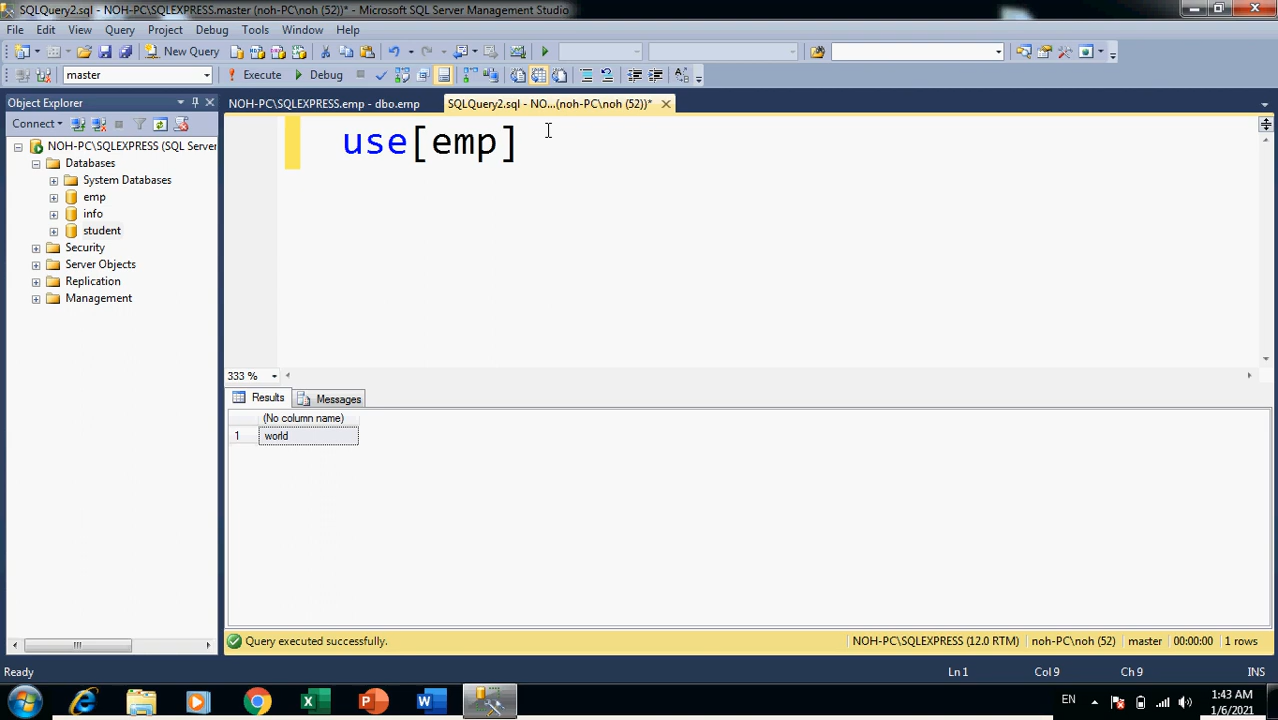 SQLQuery2.sql - NOH-PC\SQLEXPRESS.master (noh-PC\noh (52))* - Microsoft SQL Server Management Studio
File Edit View Query Project Debug Tools Window Help
New Query
master Execute Debug
Object Explorer
NOH-PC\SQLEXPRESS.emp - dbo.emp
SQLQuery2.sql - NO...(noh-PC\noh (52))*
Connect
NOH-PC\SQLEXPRESS (SQL Server
Databases
System Databases
emp
info
student
Security
Server Objects
Replication
Management
use[emp]
333 %
Results Messages
(No column name)
1 world
Query executed successfully. NOH-PC\SQLEXPRESS (12.0 RTM) noh-PC\noh (52) master 00:00:00 1 rows
Ready Ln 1 Col 9 Ch 9 INS
EN
1:43 AM
1/6/2021